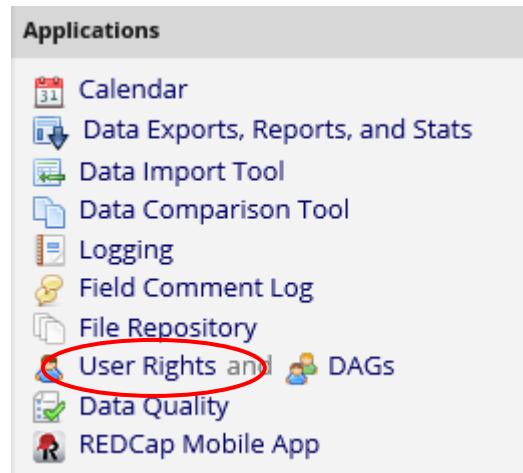 Applications
31 Calendar
Data Exports, Reports, and Stats
Data Import Tool
Data Comparison Tool
Logging
Field Comment Log
File Repository
User Rights and DAGs
Data Quality
REDCap Mobile App